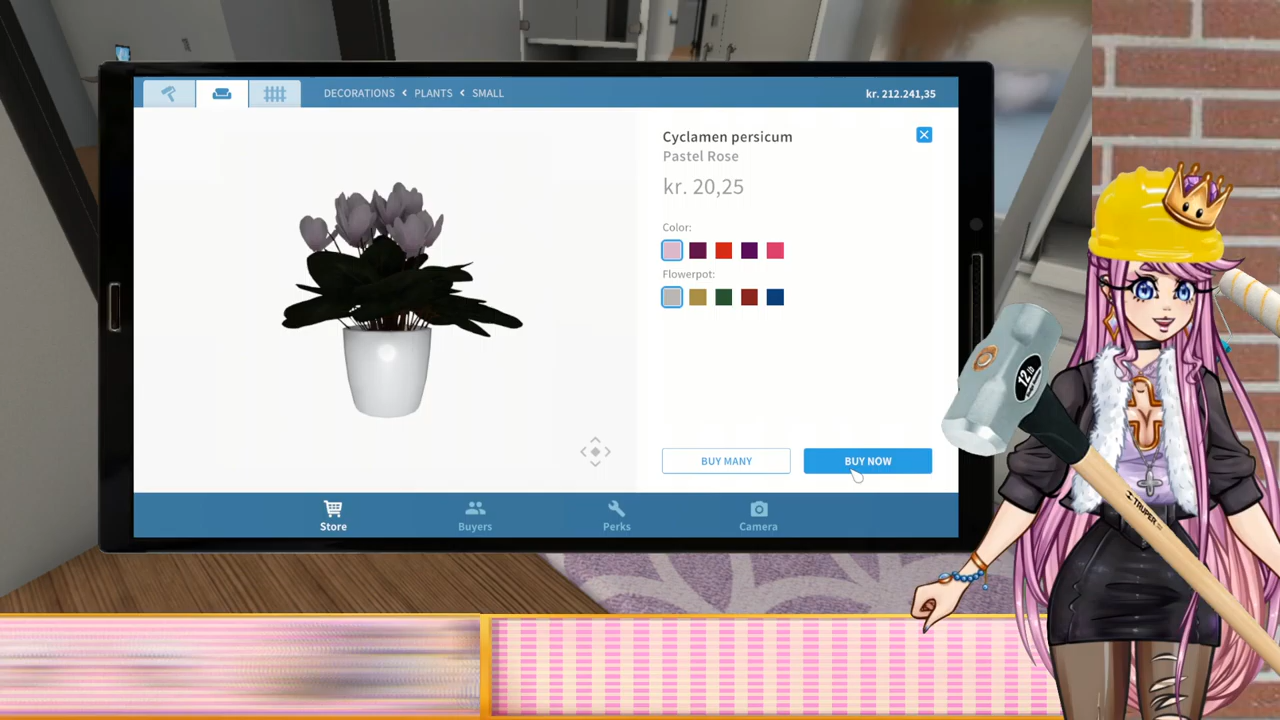 DECORATIONS < PLANTS < SMALL
kr. 212.241,35
Cyclamen persicum
Pastel Rose
kr. 20,25
Color:
Flowerpot:
BUY MANY
BUY NOW
Store
Buyers
Perks
Camera
12 lb
TRUPER